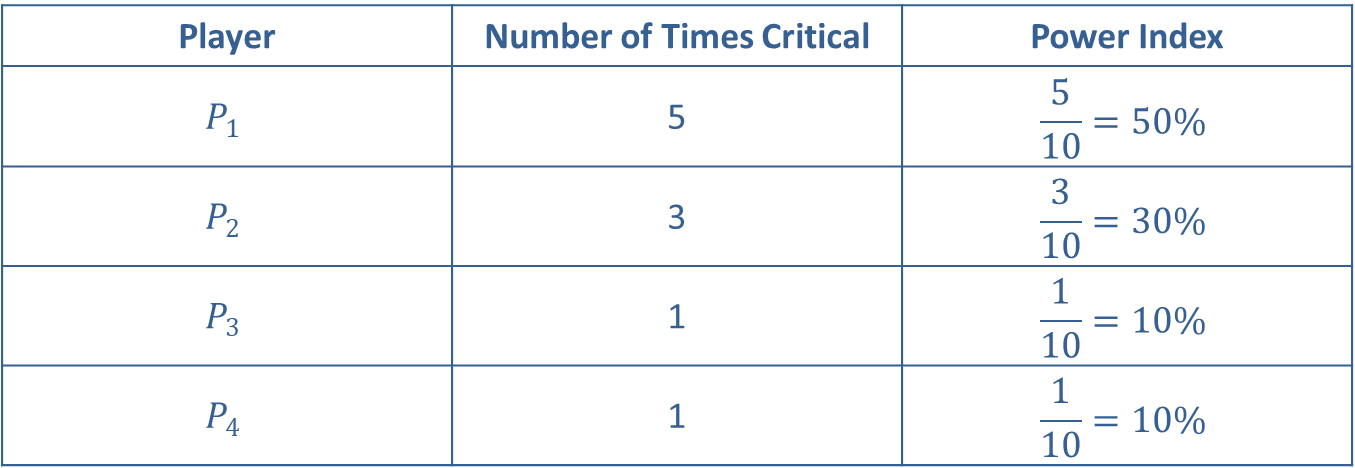 Player Number of Times Critical Power Index
P₁ 5 5/10 = 50%
P₂ 3 3/10 = 30%
P₃ 1 1/10 = 10%
P₄ 1 1/10 = 10%